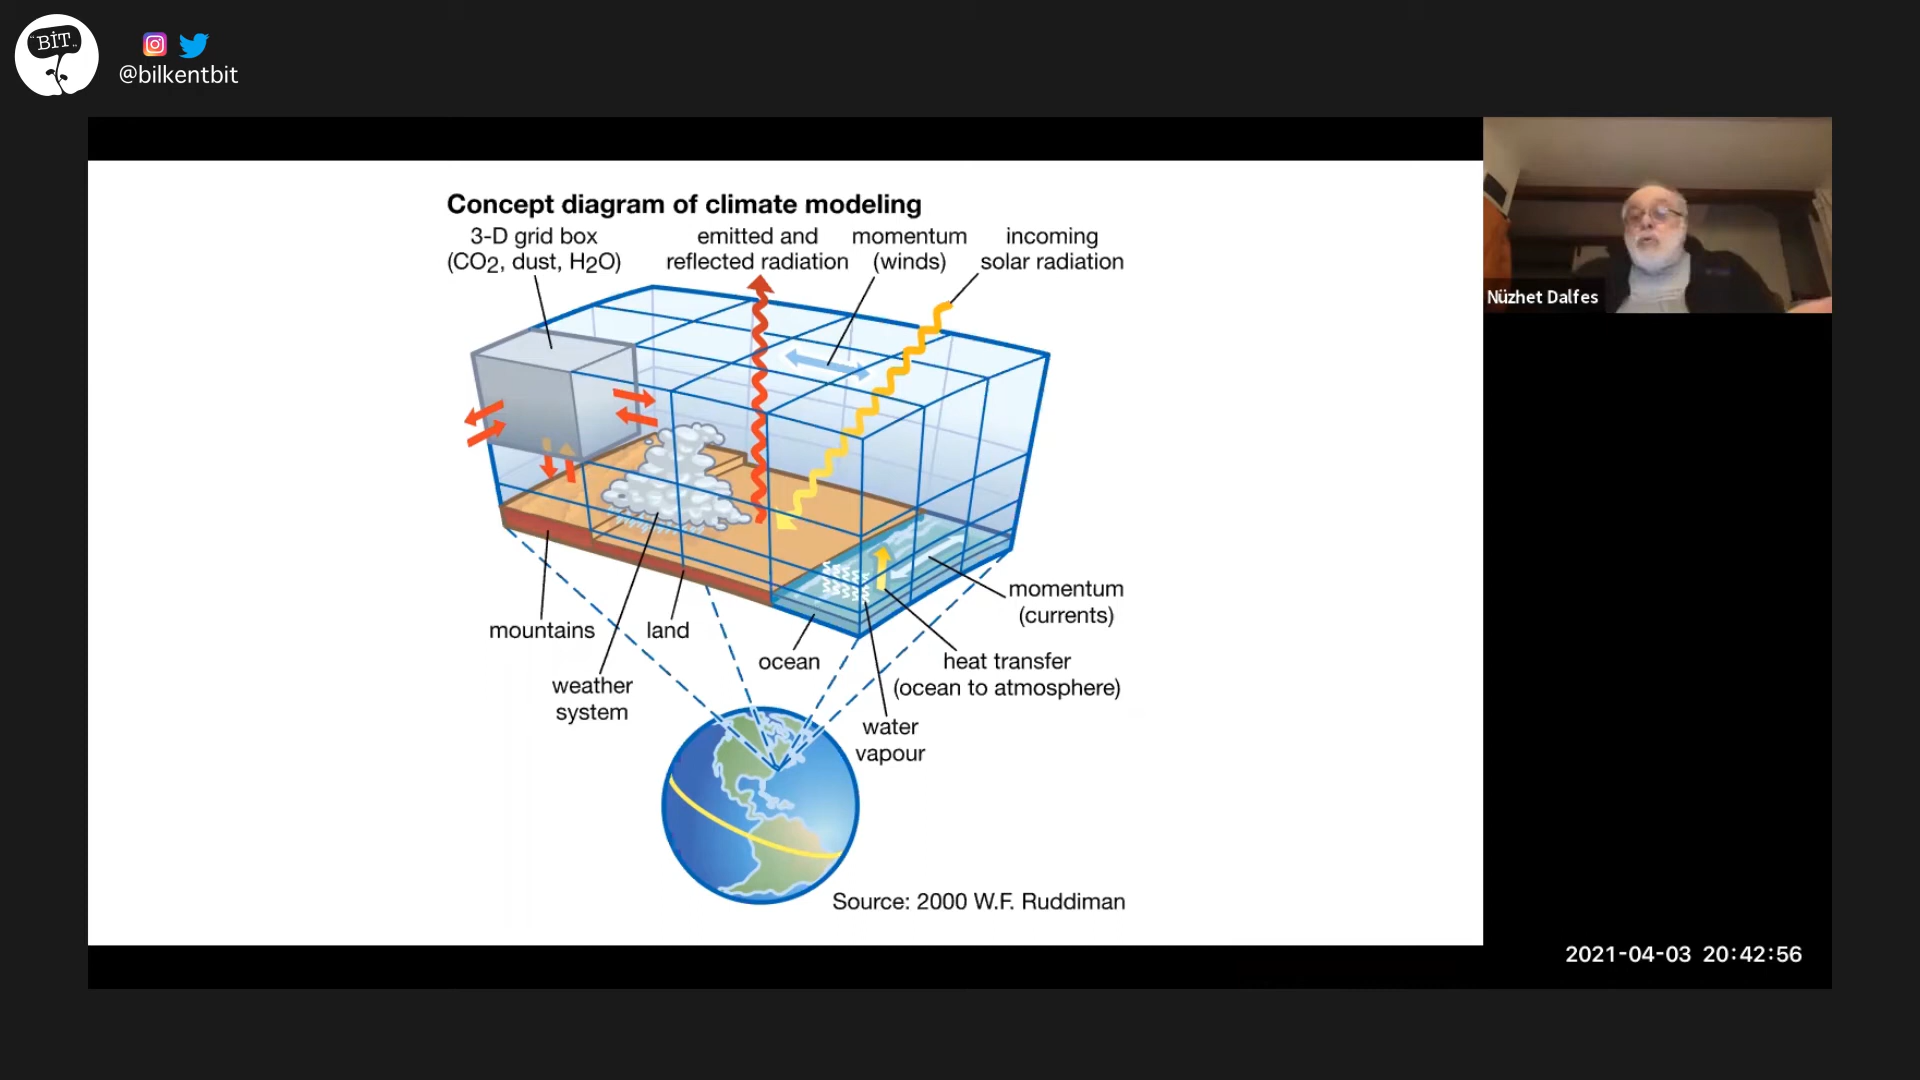 BİT
@bilkentbit
Concept diagram of climate modeling
3-D grid box
(CO2, dust, H2O)
emitted and
reflected radiation
momentum
(winds)
incoming
solar radiation
mountains
land
weather
system
ocean
momentum
(currents)
heat transfer
(ocean to atmosphere)
water
vapour
Source: 2000 W.F. Ruddiman
Nüzhet Dalfes
2021-04-03 20:42:56